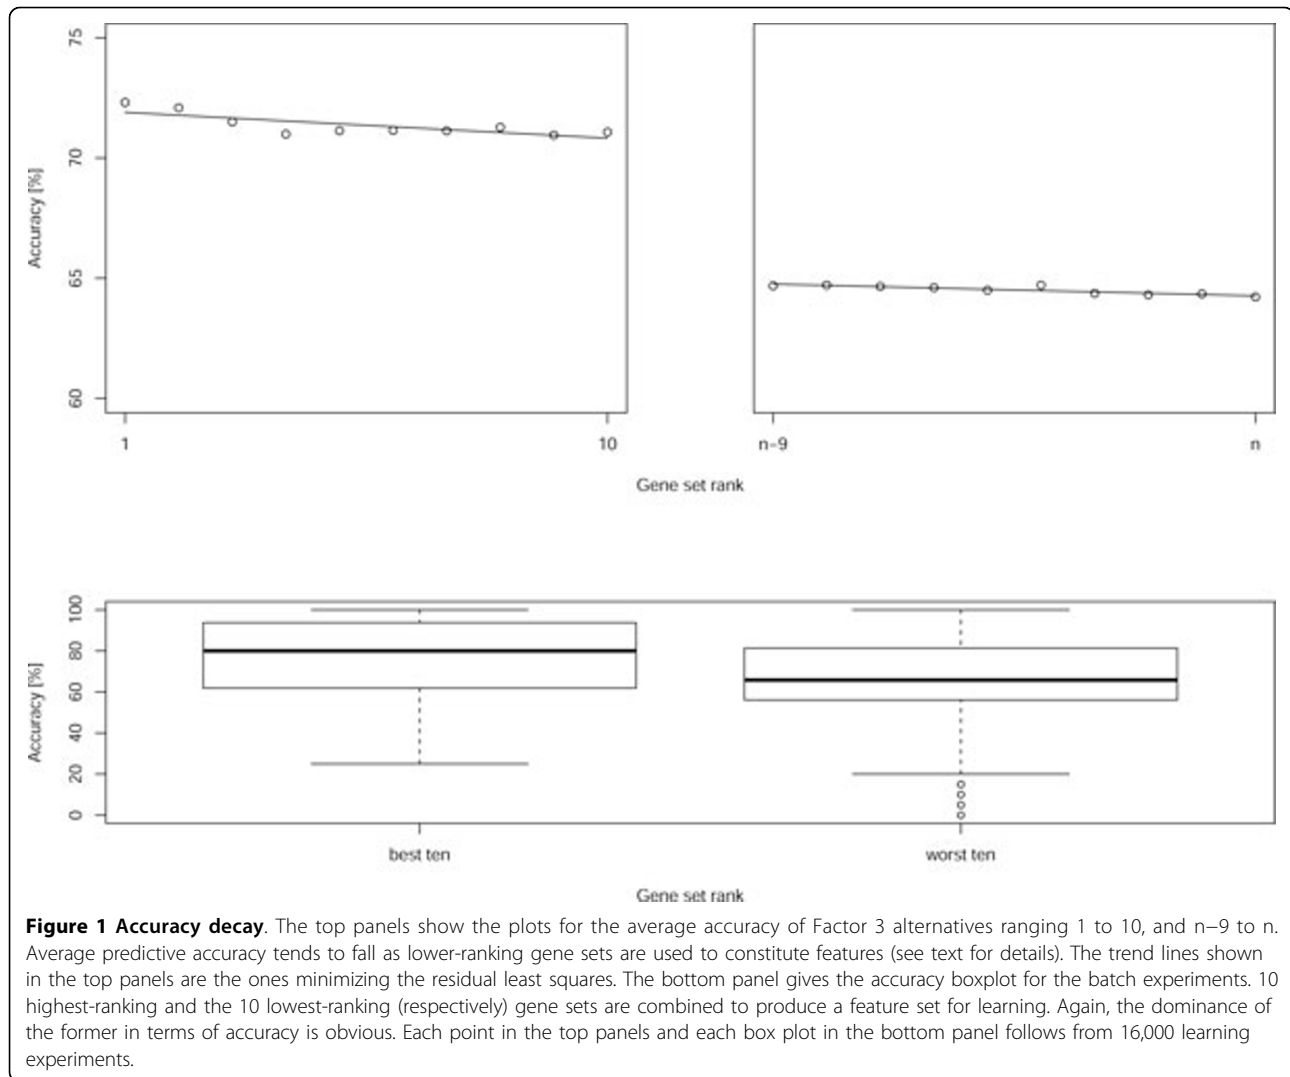 75
70
65
60
Accuracy [%]
1
10
n−9
n
Gene set rank
100
80
60
40
20
0
Accuracy [%]
best ten
worst ten
Gene set rank
Figure 1 Accuracy decay. The top panels show the plots for the average accuracy of Factor 3 alternatives ranging 1 to 10, and n−9 to n.
Average predictive accuracy tends to fall as lower-ranking gene sets are used to constitute features (see text for details). The trend lines shown
in the top panels are the ones minimizing the residual least squares. The bottom panel gives the accuracy boxplot for the batch experiments. 10
highest-ranking and the 10 lowest-ranking (respectively) gene sets are combined to produce a feature set for learning. Again, the dominance of
the former in terms of accuracy is obvious. Each point in the top panels and each box plot in the bottom panel follows from 16,000 learning
experiments.